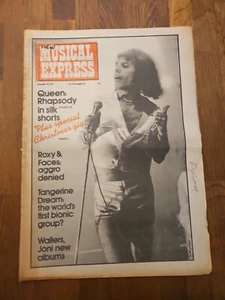 New
MUSICAL
EXPRESS
Queen:
Rhapsody
in silk
shorts
Plus special
Christmas gigs
Roxy &
Faces:
aggro
denied
Tangerine
Dream: the
world's
first bionic
group?
Wailers,
Joni new
albums